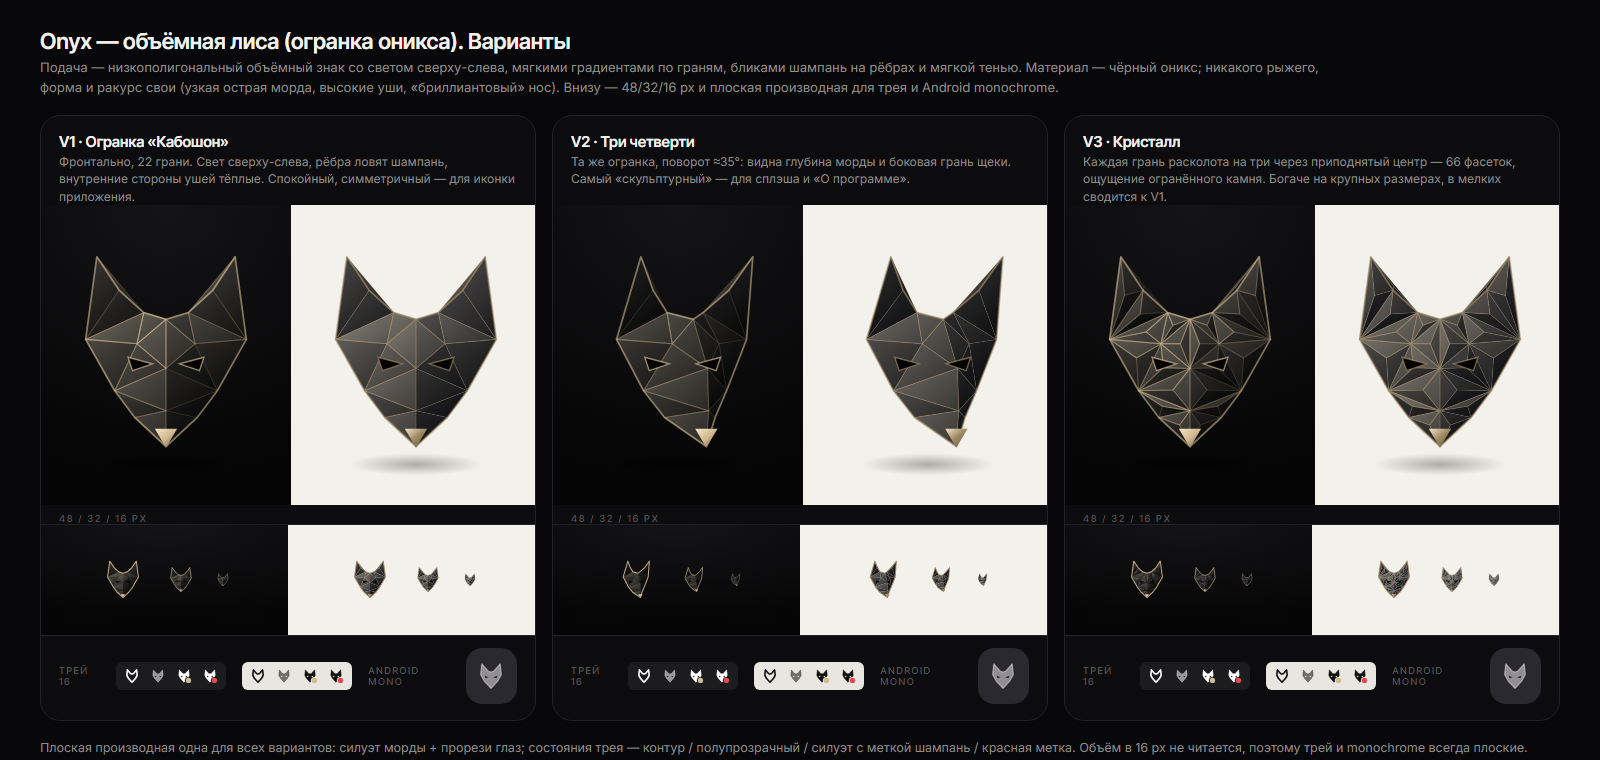 Onyx — объёмная лиса (огранка оникса). Варианты
Подача — низкополигональный объёмный знак со светом сверху-слева, мягкими градиентами по граням, бликами шампань на рёбрах и мягкой тенью. Материал — чёрный оникс; никакого рыжего,
форма и ракурс свои (узкая острая морда, высокие уши, «бриллиантовый» нос). Внизу — 48/32/16 px и плоская производная для трея и Android monochrome.
V1 · Огранка «Кабошон»
Фронтально, 22 грани. Свет сверху-слева, рёбра ловят шампань,
внутренние стороны ушей тёплые. Спокойный, симметричный — для иконки
приложения.
48 / 32 / 16 PX
ТРЕЙ
16
ANDROID
MONO
V2 · Три четверти
Та же огранка, поворот ≈35°: видна глубина морды и боковая грань щеки.
Самый «скульптурный» — для сплэша и «О программе».
48 / 32 / 16 PX
ТРЕЙ
16
ANDROID
MONO
V3 · Кристалл
Каждая грань расколота на три через приподнятый центр — 66 фасеток,
ощущение огранённого камня. Богаче на крупных размерах, в мелких
сводится к V1.
48 / 32 / 16 PX
ТРЕЙ
16
ANDROID
MONO
Плоская производная одна для всех вариантов: силуэт морды + прорези глаз; состояния трея — контур / полупрозрачный / силуэт с меткой шампань / красная метка. Объём в 16 px не читается, поэтому трей и monochrome всегда плоские.